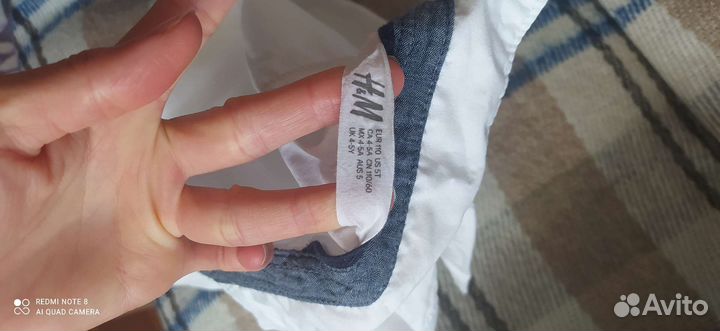 H&M
EUR 110 US 5T
CA 4-5A CN 110/60
MX 4-5A AUS 5
UK 4-5Y
REDMI NOTE 8
AI QUAD CAMERA
Avito